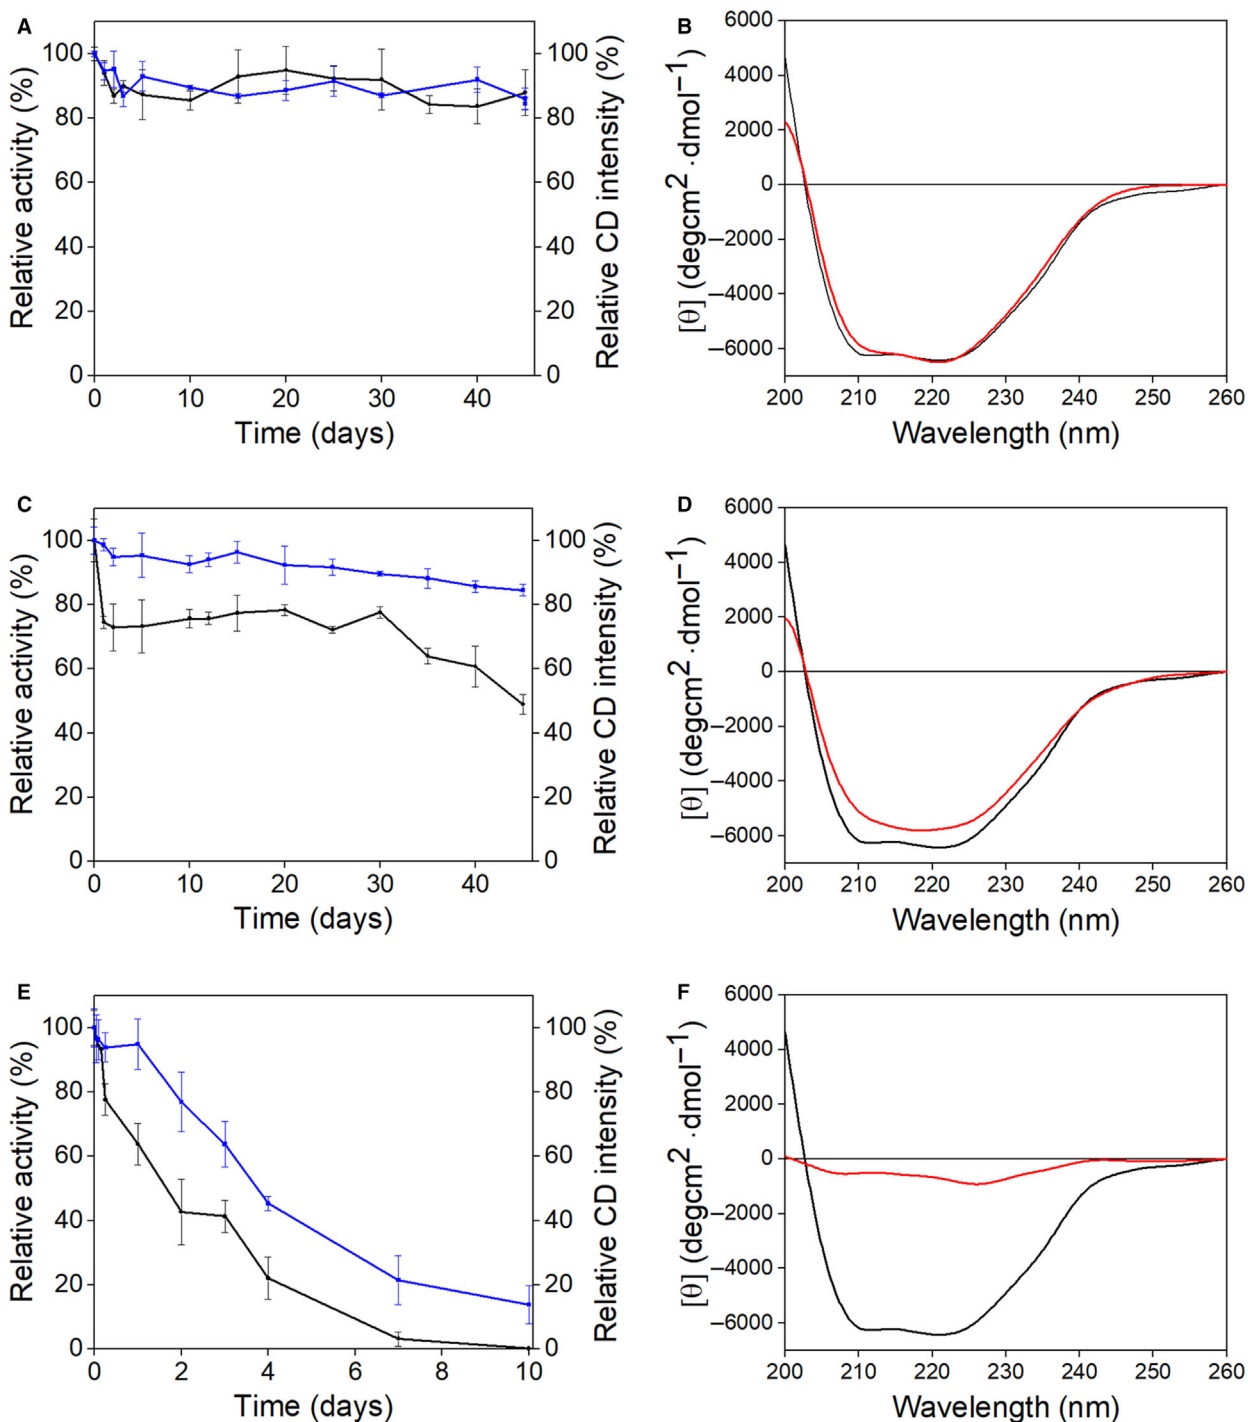 A
Relative activity (%)
100
80
60
40
20
0
0 10 20 30 40
Time (days)
100
80
60
40
20
0
Relative CD intensity (%)
B
[θ] (degcm² ·dmol⁻¹)
6000
4000
2000
0
−2000
−4000
−6000
200 210 220 230 240 250 260
Wavelength (nm)
C
Relative activity (%)
100
80
60
40
20
0
0 10 20 30 40
Time (days)
100
80
60
40
20
0
Relative CD intensity (%)
D
[θ] (degcm² ·dmol⁻¹)
6000
4000
2000
0
−2000
−4000
−6000
200 210 220 230 240 250 260
Wavelength (nm)
E
Relative activity (%)
100
80
60
40
20
0
0 2 4 6 8 10
Time (days)
100
80
60
40
20
0
Relative CD intensity (%)
F
[θ] (degcm² ·dmol⁻¹)
6000
4000
2000
0
−2000
−4000
−6000
200 210 220 230 240 250 260
Wavelength (nm)